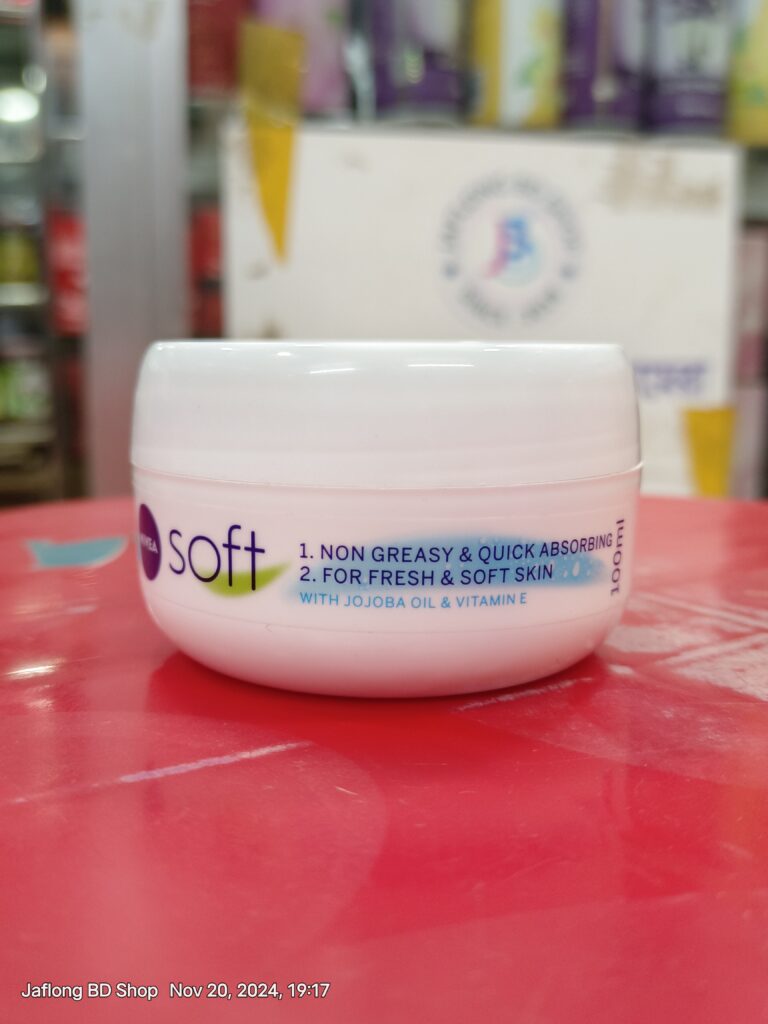 NIVEA
soft
1. NON GREASY & QUICK ABSORBING
2. FOR FRESH & SOFT SKIN
WITH JOJOBA OIL & VITAMIN E
100ml
Jaflong BD Shop Nov 20, 2024, 19:17